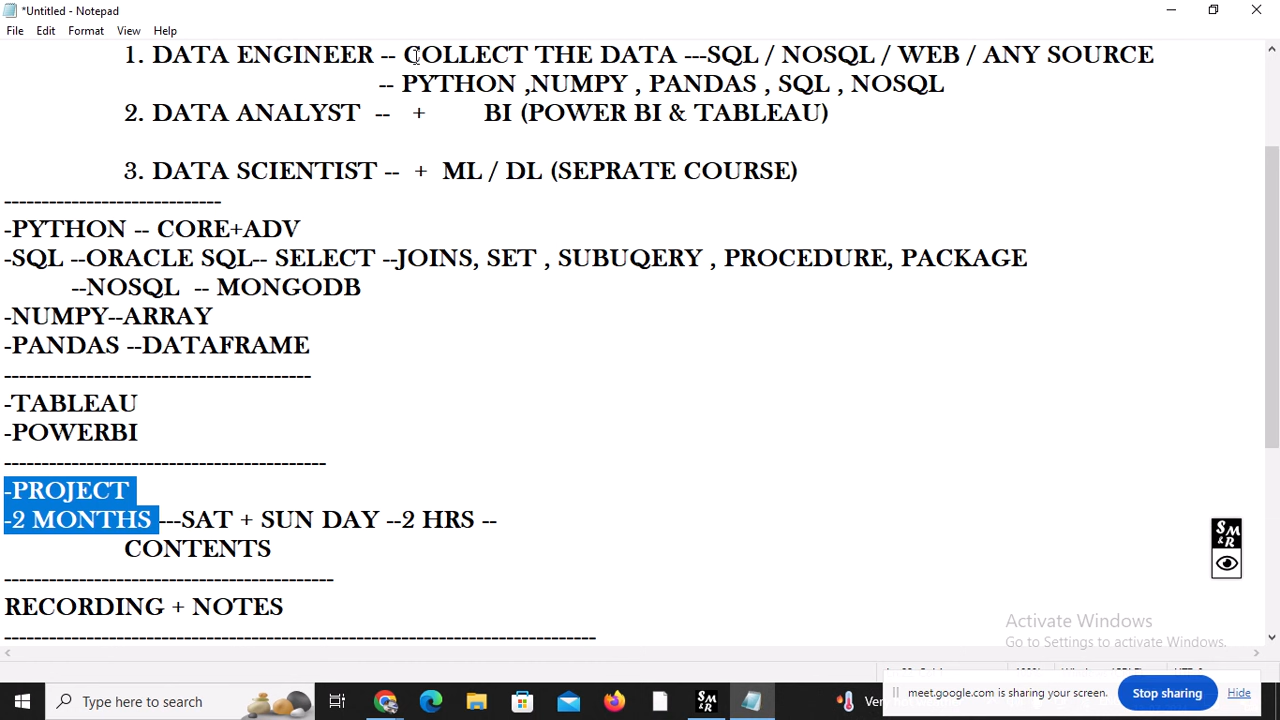 *Untitled - Notepad
File Edit Format View Help
1. DATA ENGINEER -- COLLECT THE DATA ---SQL / NOSQL / WEB / ANY SOURCE
-- PYTHON ,NUMPY , PANDAS , SQL , NOSQL
2. DATA ANALYST -- + BI (POWER BI & TABLEAU)
3. DATA SCIENTIST -- + ML / DL (SEPRATE COURSE)
-----------------------------
-PYTHON -- CORE+ADV
-SQL --ORACLE SQL-- SELECT --JOINS, SET , SUBUQERY , PROCEDURE, PACKAGE
--NOSQL -- MONGODB
-NUMPY--ARRAY
-PANDAS --DATAFRAME
-----------------------------------------
-TABLEAU
-POWERBI
-------------------------------------------
-PROJECT
-2 MONTHS ---SAT + SUN DAY --2 HRS --
CONTENTS
--------------------------------------------
RECORDING + NOTES
-------------------------------------------------------------------------------
SM
&R
Activate Windows
Go to Settings to activate Windows.
Type here to search
SM
&R
meet.google.com is sharing your screen. Stop sharing Hide